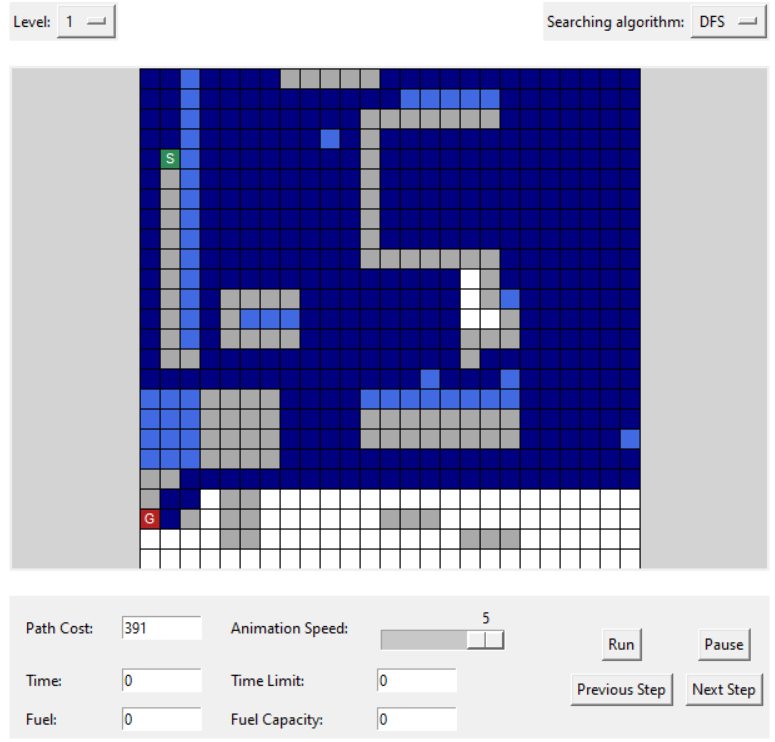 Level: 1 Searching algorithm: DFS
S
G
Path Cost: 391 Animation Speed: 5 Run Pause
Time: 0 Time Limit: 0 Previous Step Next Step
Fuel: 0 Fuel Capacity: 0